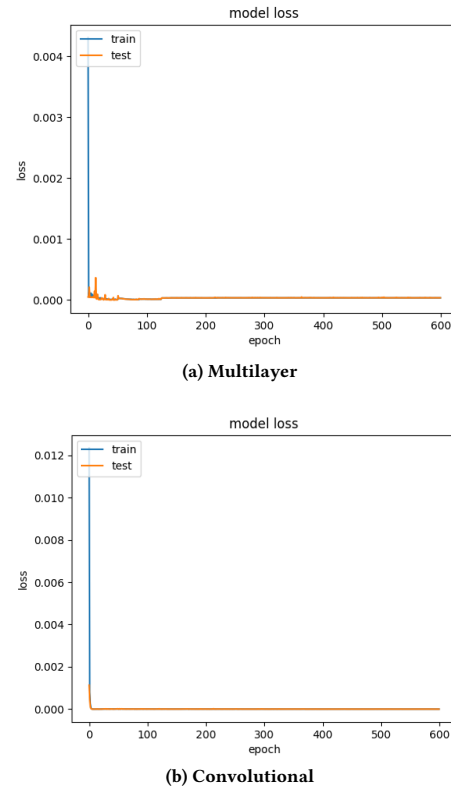 model loss
train
test
0.004
0.003
0.002
0.001
0.000
loss
0 100 200 300 400 500 600
epoch
(a) Multilayer
model loss
train
test
0.012
0.010
0.008
0.006
0.004
0.002
0.000
loss
0 100 200 300 400 500 600
epoch
(b) Convolutional